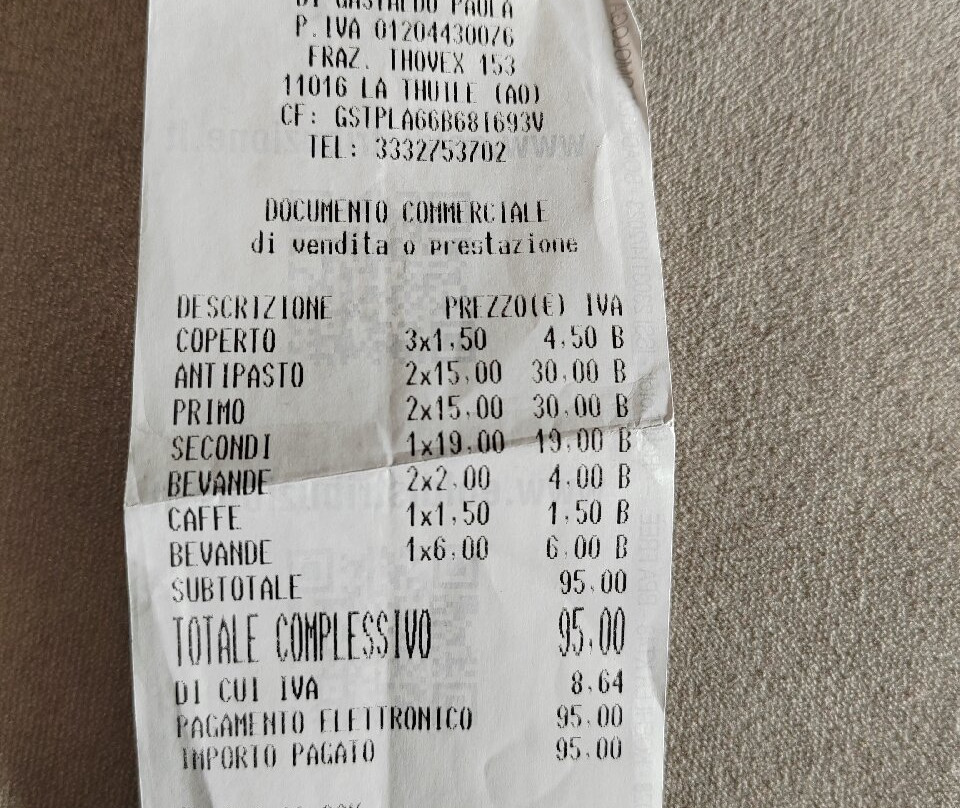 DI GASTALDO PAOLA
P.IVA 01204430076
FRAZ. THOVEX 153
11016 LA THUILE (AO)
CF: GSTPLA66B68I693V
TEL: 3332753702
DOCUMENTO COMMERCIALE
di vendita o prestazione
DESCRIZIONE PREZZO(€) IVA
COPERTO 3x1,50 4,50 B
ANTIPASTO 2x15,00 30,00 B
PRIMO 2x15,00 30,00 B
SECONDI 1x19,00 19,00 B
BEVANDE 2x2,00 4,00 B
CAFFE 1x1,50 1,50 B
BEVANDE 1x6,00 6,00 B
SUBTOTALE 95,00
TOTALE COMPLESSIVO 95,00
DI CUI IVA 8,64
PAGAMENTO ELETTRONICO 95,00
IMPORTO PAGATO 95,00